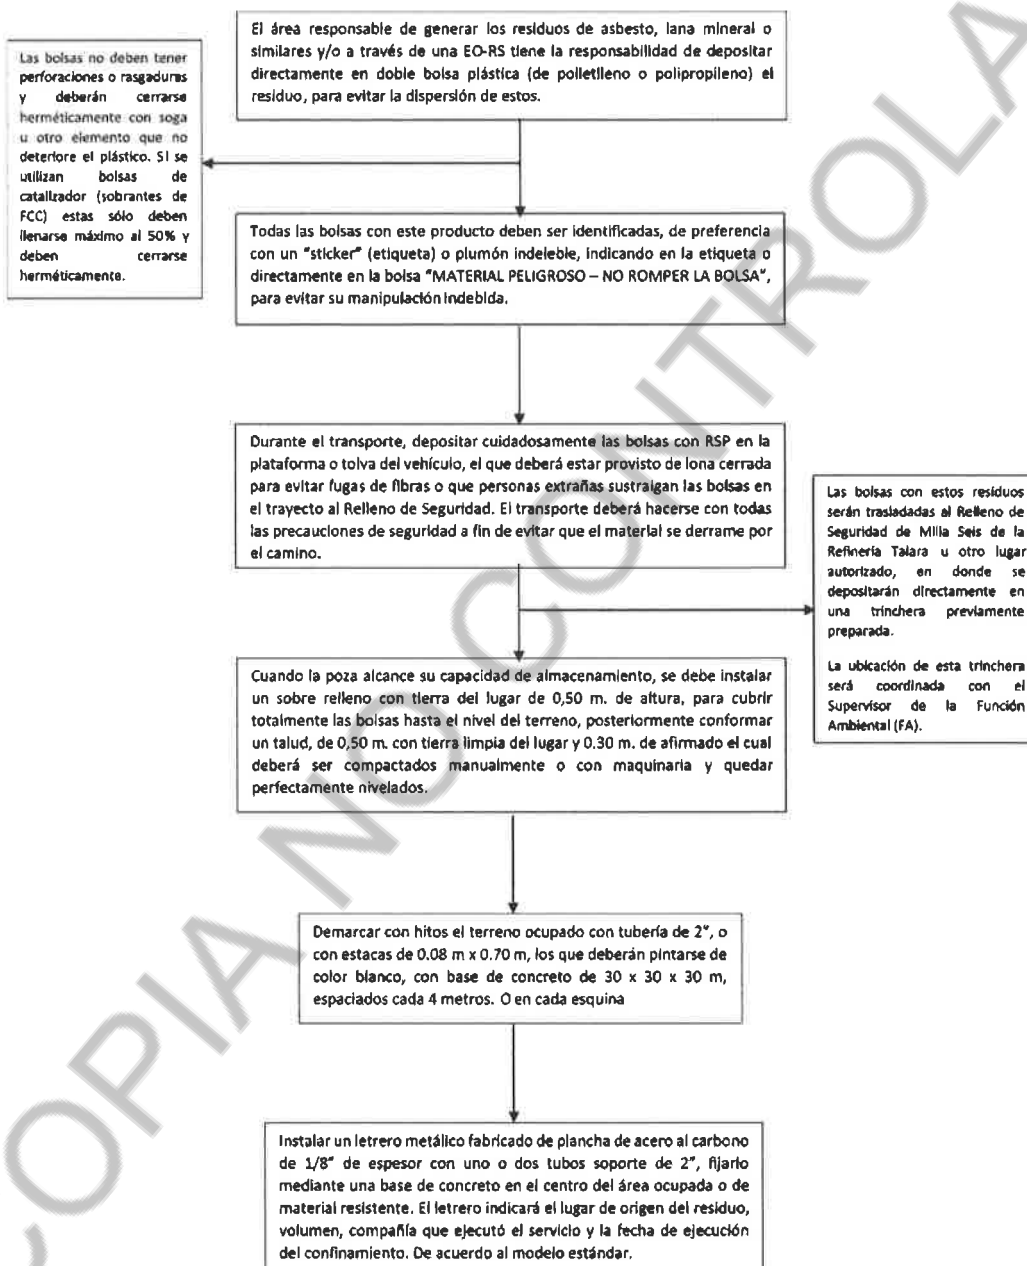 El área responsable de generar los residuos de asbesto, lana mineral o
similares y/o a través de una EO-RS tiene la responsabilidad de depositar
directamente en doble bolsa plástica (de polietileno o polipropileno) el
residuo, para evitar la dispersión de estos.
Las bolsas no deben tener
perforaciones o rasgaduras
y deberán cerrarse
herméticamente con soga
u otro elemento que no
deteriore el plástico. Si se
utilizan bolsas de
catalizador (sobrantes de
FCC) estas sólo deben
llenarse máximo al 50% y
deben cerrarse
herméticamente.
Todas las bolsas con este producto deben ser identificadas, de preferencia
con un "sticker" (etiqueta) o plumón indeleble, indicando en la etiqueta o
directamente en la bolsa "MATERIAL PELIGROSO – NO ROMPER LA BOLSA",
para evitar su manipulación indebida.
Durante el transporte, depositar cuidadosamente las bolsas con RSP en la
plataforma o tolva del vehículo, el que deberá estar provisto de lona cerrada
para evitar fugas de fibras o que personas extrañas sustraigan las bolsas en
el trayecto al Relleno de Seguridad. El transporte deberá hacerse con todas
las precauciones de seguridad a fin de evitar que el material se derrame por
el camino.
Las bolsas con estos residuos
serán trasladadas al Relleno de
Seguridad de Milla Seis de la
Refinería Talara u otro lugar
autorizado, en donde se
depositarán directamente en
una trinchera previamente
preparada.
La ubicación de esta trinchera
será coordinada con el
Supervisor de la Función
Ambiental (FA).
Cuando la poza alcance su capacidad de almacenamiento, se debe instalar
un sobre relleno con tierra del lugar de 0,50 m. de altura, para cubrir
totalmente las bolsas hasta el nivel del terreno, posteriormente conformar
un talud, de 0,50 m. con tierra limpia del lugar y 0.30 m. de afirmado el cual
deberá ser compactados manualmente o con maquinaria y quedar
perfectamente nivelados.
Demarcar con hitos el terreno ocupado con tubería de 2", o
con estacas de 0.08 m x 0.70 m, los que deberán pintarse de
color blanco, con base de concreto de 30 x 30 x 30 m,
espaciados cada 4 metros. O en cada esquina
Instalar un letrero metálico fabricado de plancha de acero al carbono
de 1/8" de espesor con uno o dos tubos soporte de 2", fijarlo
mediante una base de concreto en el centro del área ocupada o de
material resistente. El letrero indicará el lugar de origen del residuo,
volumen, compañía que ejecutó el servicio y la fecha de ejecución
del confinamiento. De acuerdo al modelo estándar.
COPIA NO CONTROLA